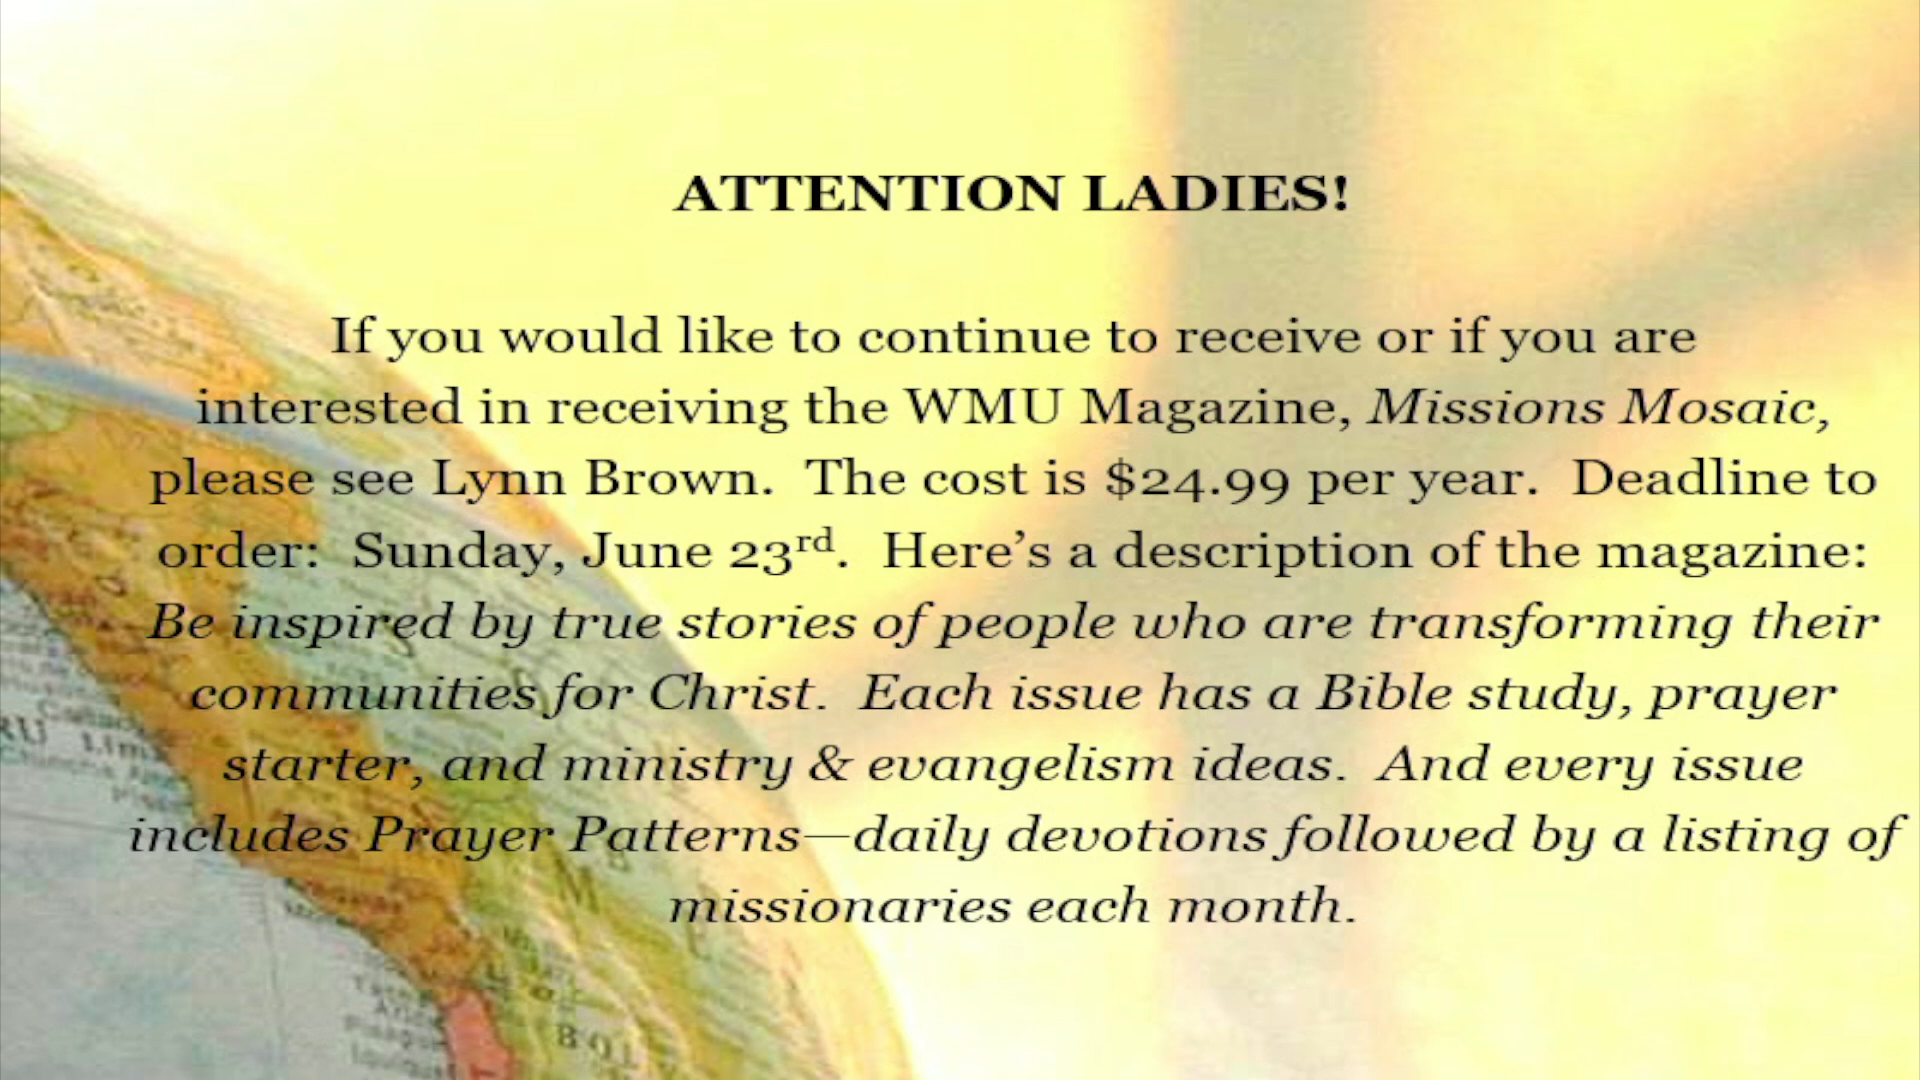 ATTENTION LADIES!
If you would like to continue to receive or if you are
interested in receiving the WMU Magazine, Missions Mosaic,
please see Lynn Brown.  The cost is $24.99 per year.  Deadline to
order:  Sunday, June 23rd.  Here's a description of the magazine:
Be inspired by true stories of people who are transforming their
communities for Christ.  Each issue has a Bible study, prayer
starter, and ministry & evangelism ideas.  And every issue
includes Prayer Patterns—daily devotions followed by a listing of
missionaries each month.